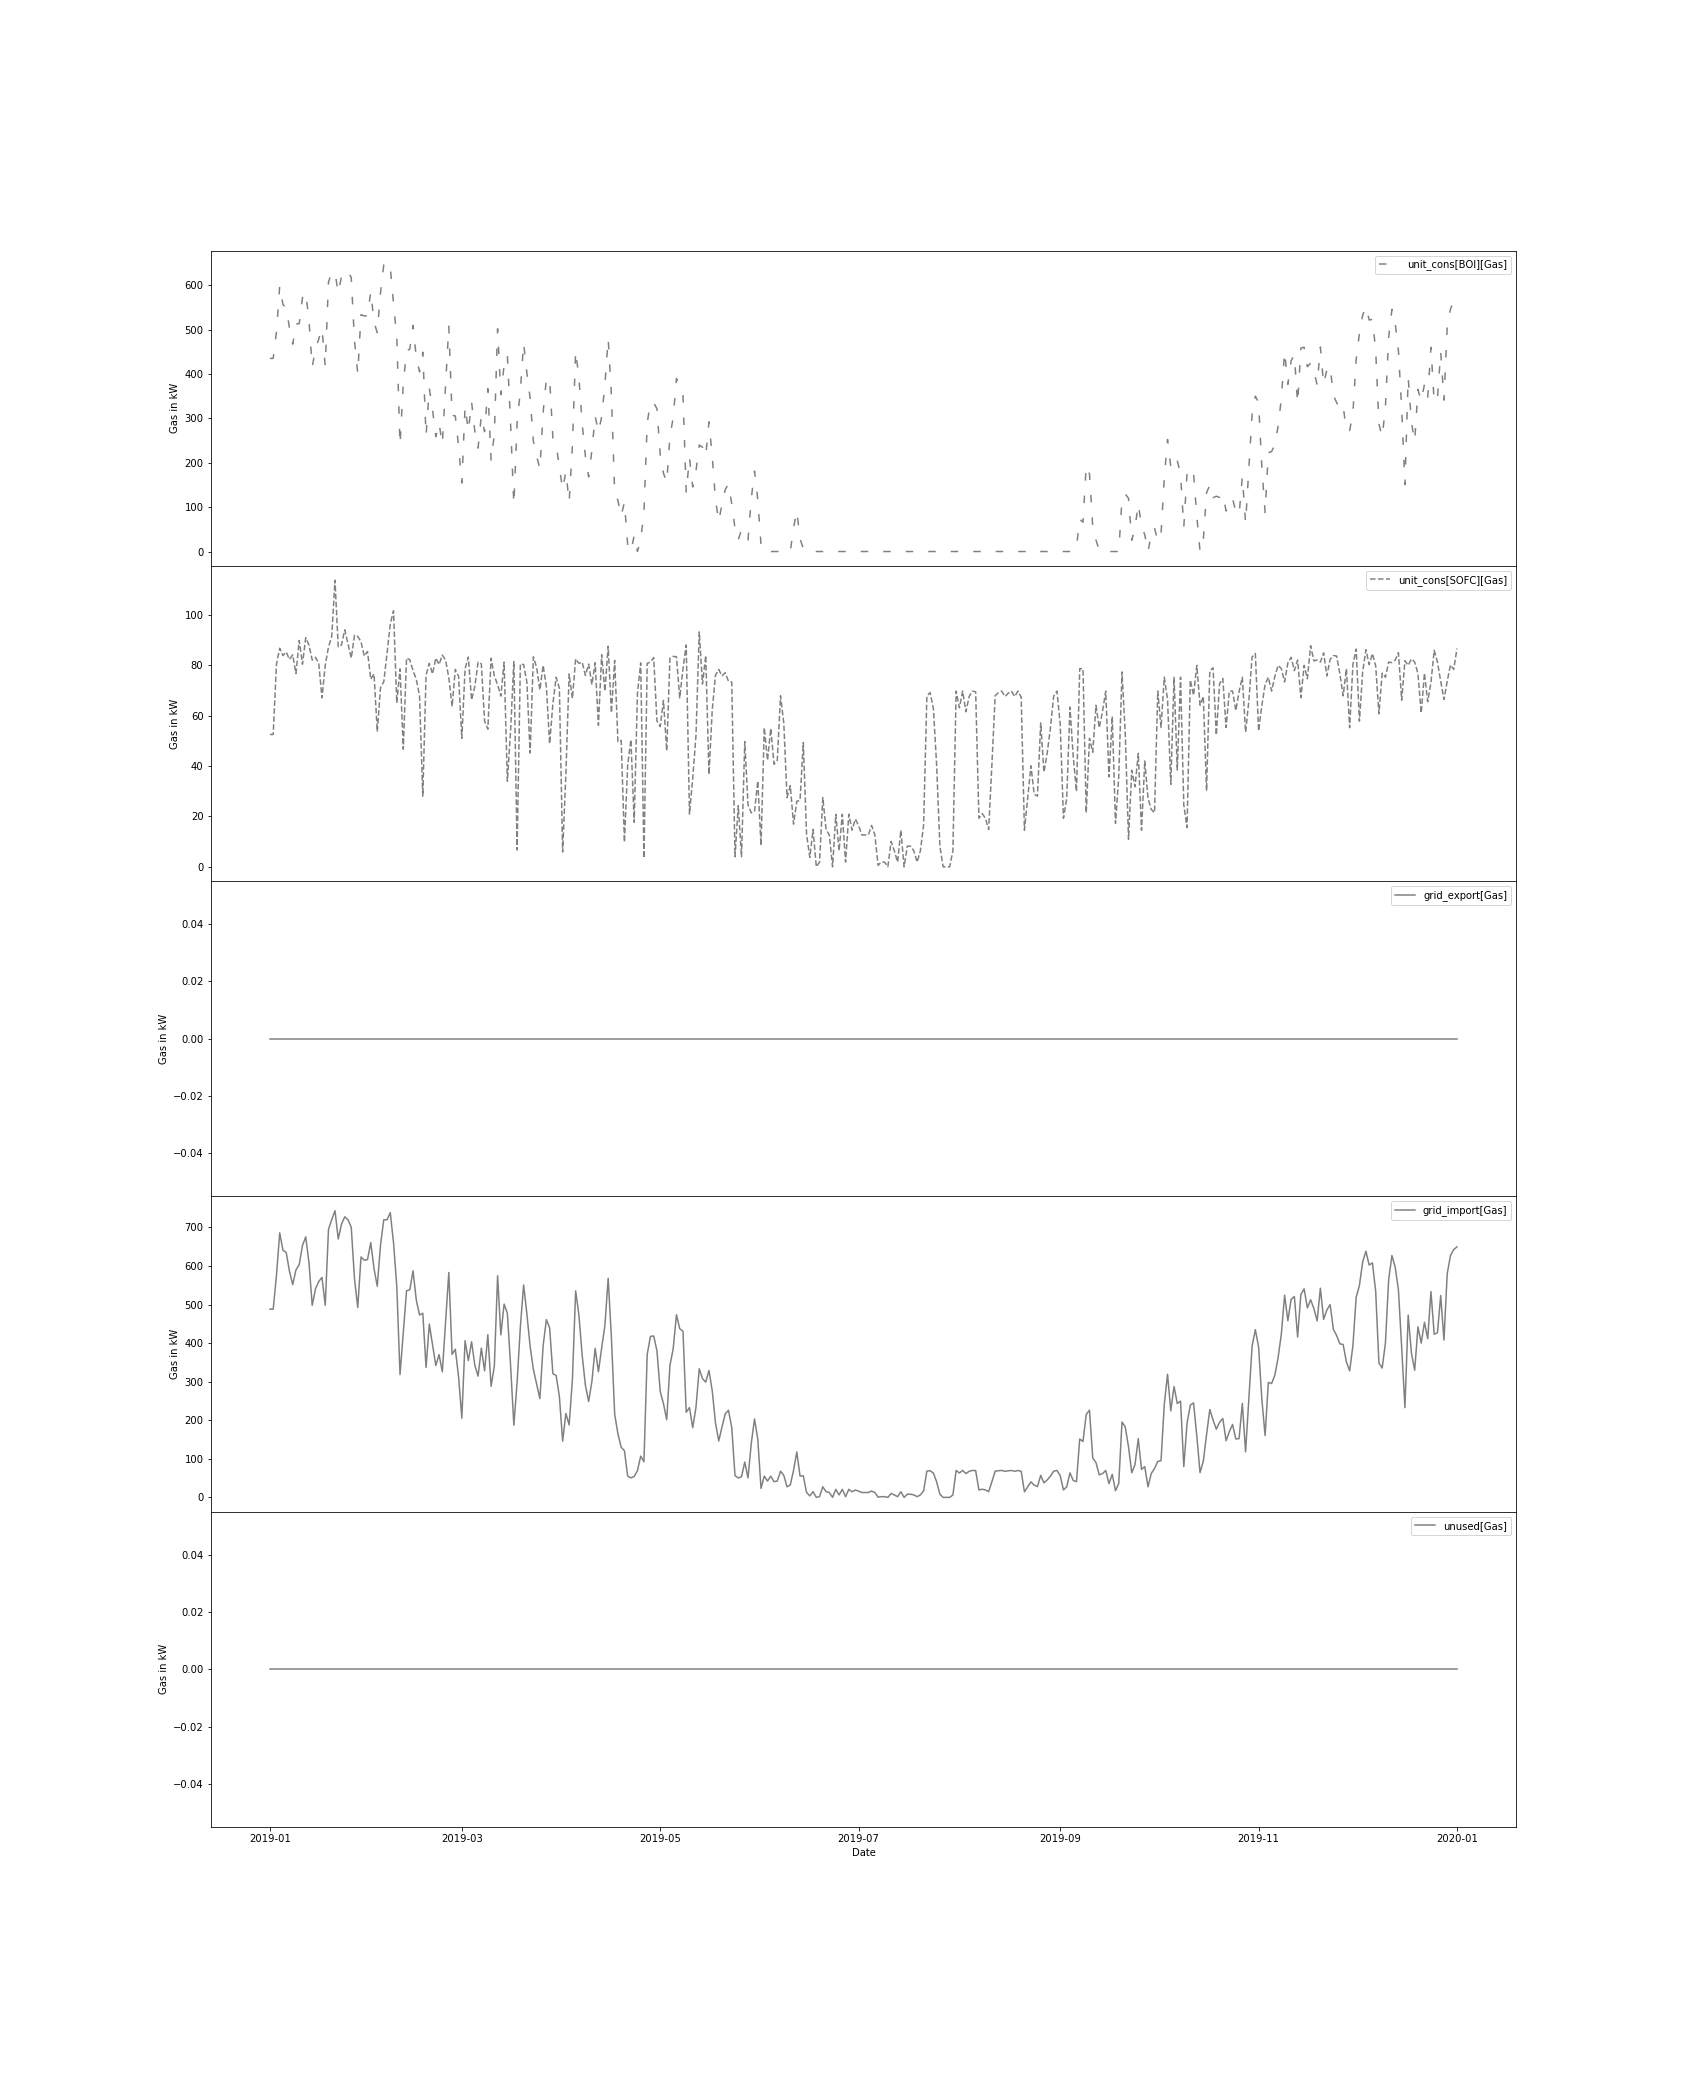 unit_cons[BOI][Gas]
600
500
400
300
200
100
0
Gas in kW
unit_cons[SOFC][Gas]
100
80
60
40
20
0
Gas in kW
grid_export[Gas]
0.04
0.02
0.00
−0.02
−0.04
Gas in kW
grid_import[Gas]
700
600
500
400
300
200
100
0
Gas in kW
unused[Gas]
0.04
0.02
0.00
−0.02
−0.04
Gas in kW
2019-01 2019-03 2019-05 2019-07 2019-09 2019-11 2020-01
Date